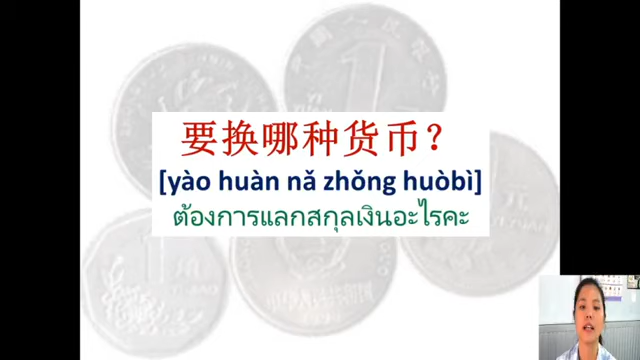 要换哪种货币？
[yào huàn nǎ zhǒng huòbì]
ต้องการแลกสกุลเงินอะไรคะ